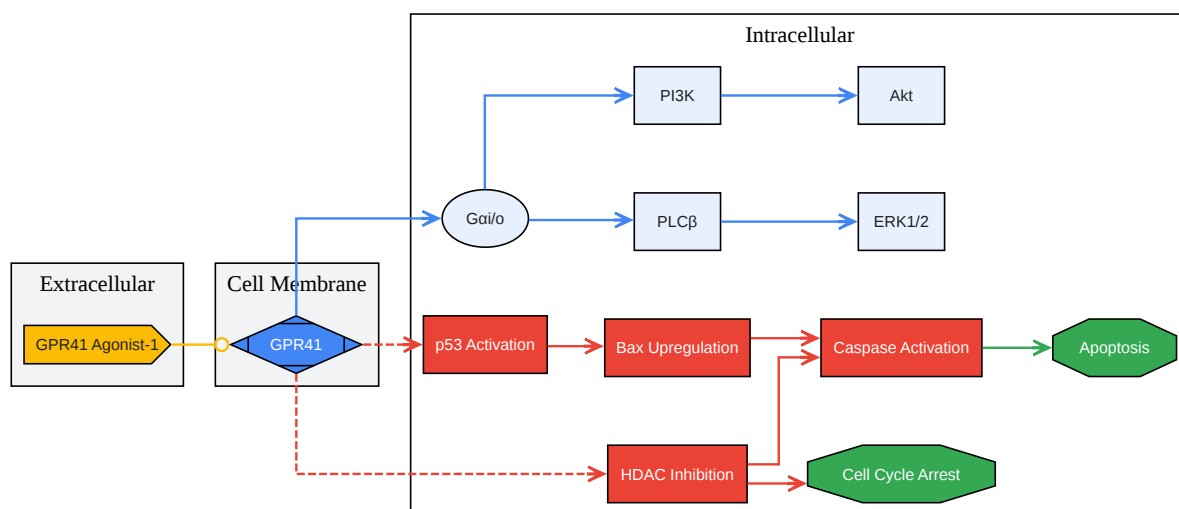 Intracellular
PI3K
Akt
Gαi/o
PLCβ
ERK1/2
Extracellular
Cell Membrane
GPR41 Agonist-1
GPR41
p53 Activation
Bax Upregulation
Caspase Activation
Apoptosis
HDAC Inhibition
Cell Cycle Arrest